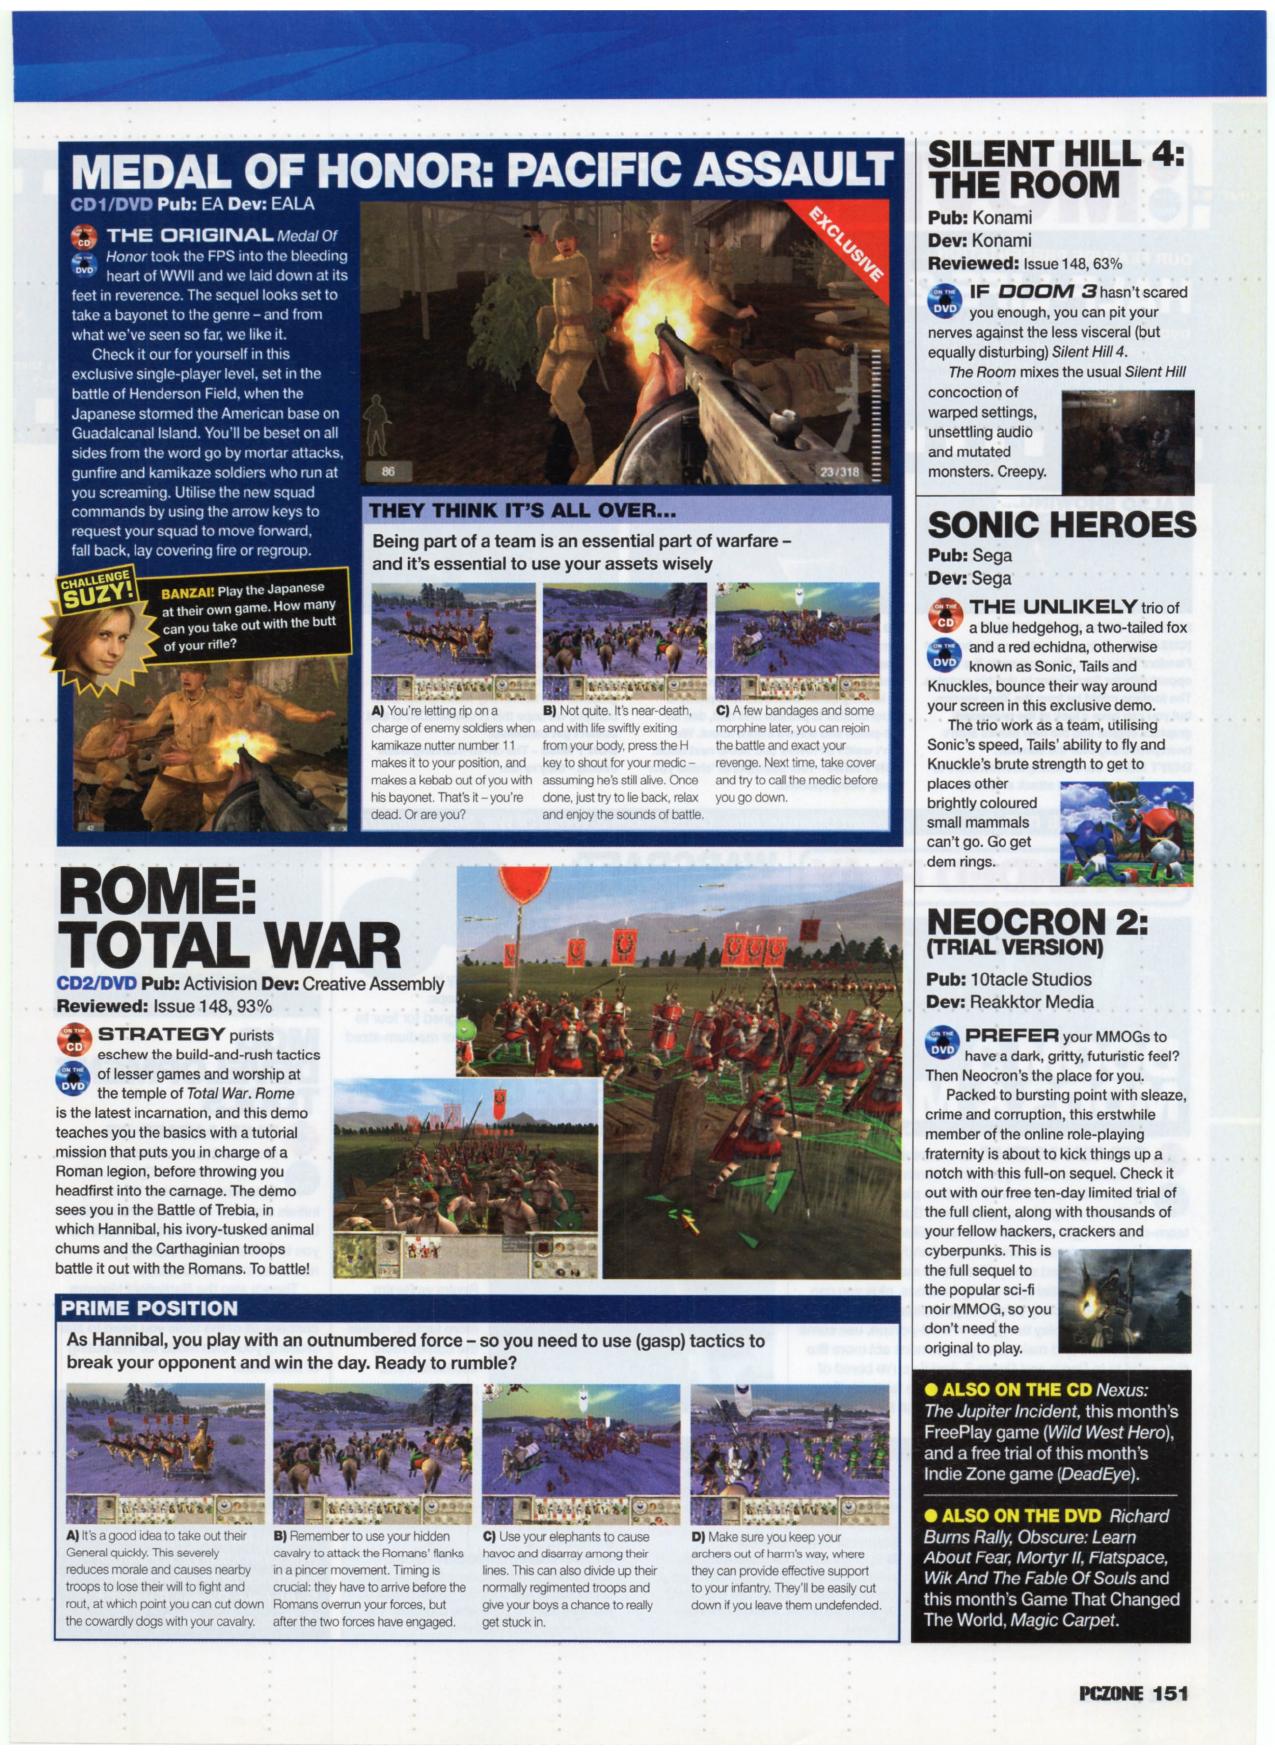 MEDAL OF HONOR: PACIFIC ASSAULT
CD1/DVD Pub: EA Dev: EALA
ON THE CD
ON THE DVD
THE ORIGINAL Medal Of
Honor took the FPS into the bleeding
heart of WWII and we laid down at its
feet in reverence. The sequel looks set to
take a bayonet to the genre – and from
what we've seen so far, we like it.
Check it our for yourself in this
exclusive single-player level, set in the
battle of Henderson Field, when the
Japanese stormed the American base on
Guadalcanal Island. You'll be beset on all
sides from the word go by mortar attacks,
gunfire and kamikaze soldiers who run at
you screaming. Utilise the new squad
commands by using the arrow keys to
request your squad to move forward,
fall back, lay covering fire or regroup.
EXCLUSIVE
86
23/318
CHALLENGE
SUZY!
BANZAI! Play the Japanese
at their own game. How many
can you take out with the butt
of your rifle?
42
THEY THINK IT'S ALL OVER...
Being part of a team is an essential part of warfare –
and it's essential to use your assets wisely
A) You're letting rip on a
charge of enemy soldiers when
kamikaze nutter number 11
makes it to your position, and
makes a kebab out of you with
his bayonet. That's it – you're
dead. Or are you?
B) Not quite. It's near-death,
and with life swiftly exiting
from your body, press the H
key to shout for your medic –
assuming he's still alive. Once
done, just try to lie back, relax
and enjoy the sounds of battle.
C) A few bandages and some
morphine later, you can rejoin
the battle and exact your
revenge. Next time, take cover
and try to call the medic before
you go down.
ROME:
TOTAL WAR
CD2/DVD Pub: Activision Dev: Creative Assembly
Reviewed: Issue 148, 93%
ON THE CD
ON THE DVD
STRATEGY purists
eschew the build-and-rush tactics
of lesser games and worship at
the temple of Total War. Rome
is the latest incarnation, and this demo
teaches you the basics with a tutorial
mission that puts you in charge of a
Roman legion, before throwing you
headfirst into the carnage. The demo
sees you in the Battle of Trebia, in
which Hannibal, his ivory-tusked animal
chums and the Carthaginian troops
battle it out with the Romans. To battle!
PRIME POSITION
As Hannibal, you play with an outnumbered force – so you need to use (gasp) tactics to
break your opponent and win the day. Ready to rumble?
A) It's a good idea to take out their
General quickly. This severely
reduces morale and causes nearby
troops to lose their will to fight and
rout, at which point you can cut down
the cowardly dogs with your cavalry.
B) Remember to use your hidden
cavalry to attack the Romans' flanks
in a pincer movement. Timing is
crucial: they have to arrive before the
Romans overrun your forces, but
after the two forces have engaged.
C) Use your elephants to cause
havoc and disarray among their
lines. This can also divide up their
normally regimented troops and
give your boys a chance to really
get stuck in.
D) Make sure you keep your
archers out of harm's way, where
they can provide effective support
to your infantry. They'll be easily cut
down if you leave them undefended.
SILENT HILL 4:
THE ROOM
Pub: Konami
Dev: Konami
Reviewed: Issue 148, 63%
ON THE DVD
IF DOOM 3 hasn't scared
you enough, you can pit your
nerves against the less visceral (but
equally disturbing) Silent Hill 4.
The Room mixes the usual Silent Hill
concoction of
warped settings,
unsettling audio
and mutated
monsters. Creepy.
SONIC HEROES
Pub: Sega
Dev: Sega
ON THE CD
ON THE DVD
THE UNLIKELY trio of
a blue hedgehog, a two-tailed fox
and a red echidna, otherwise
known as Sonic, Tails and
Knuckles, bounce their way around
your screen in this exclusive demo.
The trio work as a team, utilising
Sonic's speed, Tails' ability to fly and
Knuckle's brute strength to get to
places other
brightly coloured
small mammals
can't go. Go get
dem rings.
NEOCRON 2:
(TRIAL VERSION)
Pub: 10tacle Studios
Dev: Reakktor Media
ON THE DVD
PREFER your MMOGs to
have a dark, gritty, futuristic feel?
Then Neocron's the place for you.
Packed to bursting point with sleaze,
crime and corruption, this erstwhile
member of the online role-playing
fraternity is about to kick things up a
notch with this full-on sequel. Check it
out with our free ten-day limited trial of
the full client, along with thousands of
your fellow hackers, crackers and
cyberpunks. This is
the full sequel to
the popular sci-fi
noir MMOG, so you
don't need the
original to play.
● ALSO ON THE CD Nexus:
The Jupiter Incident, this month's
FreePlay game (Wild West Hero),
and a free trial of this month's
Indie Zone game (DeadEye).
● ALSO ON THE DVD Richard
Burns Rally, Obscure: Learn
About Fear, Mortyr II, Flatspace,
Wik And The Fable Of Souls and
this month's Game That Changed
The World, Magic Carpet.
PCZONE 151